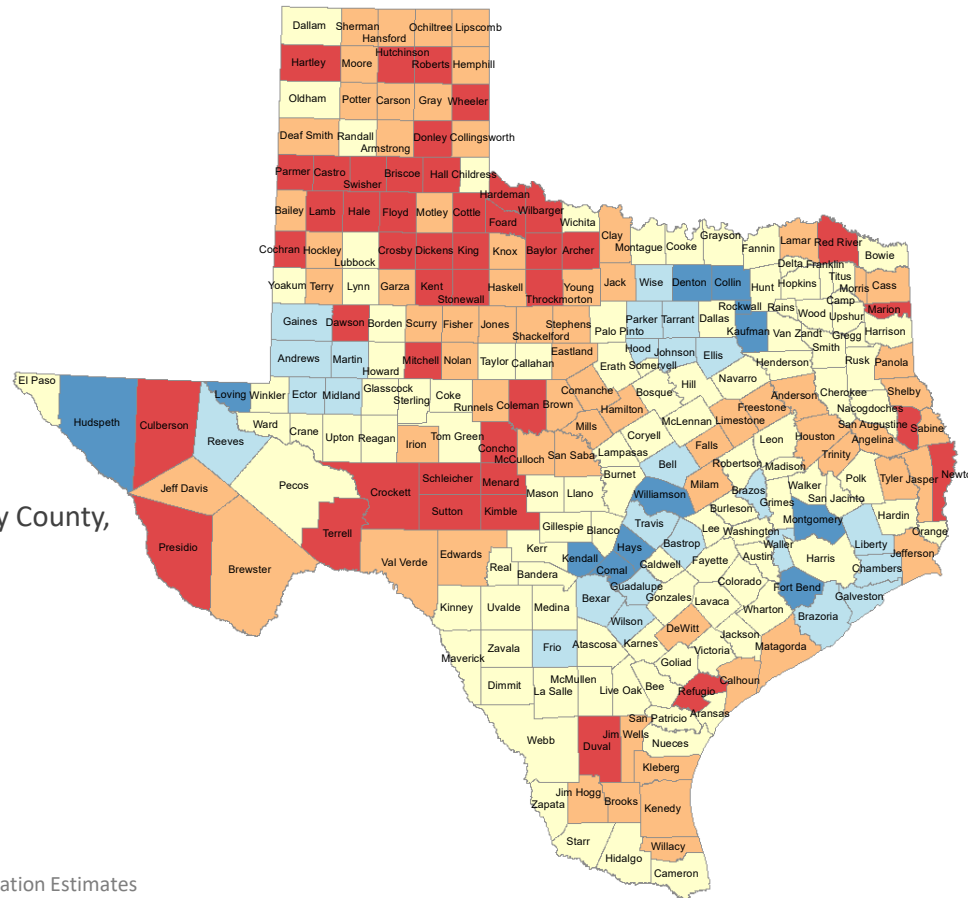 Dallam Sherman Hansford Ochiltree Lipscomb
Hartley Moore Hutchinson Roberts Hemphill
Oldham Potter Carson Gray Wheeler
Deaf Smith Randall Armstrong Donley Collingsworth
Parmer Castro Swisher Briscoe Hall Childress
Hardeman
Bailey Lamb Hale Floyd Motley Cottle Foard Wilbarger Wichita
Clay Montague Cooke Grayson Fannin Lamar Red River Bowie
Cochran Hockley Lubbock Crosby Dickens King Knox Baylor Archer
Delta Franklin Titus Morris Cass
Yoakum Terry Lynn Garza Kent Stonewall Haskell Throckmorton Young Jack Wise Denton Collin Hunt Hopkins Camp
Rockwall Rains Wood Upshur Marion
Gaines Dawson Borden Scurry Fisher Jones Shackelford Stephens Palo Pinto Parker Tarrant Dallas Kaufman Van Zandt Gregg Harrison
Smith
Andrews Martin Howard Mitchell Nolan Taylor Callahan Eastland Erath Hood Somervell Johnson Ellis Henderson Rusk Panola
El Paso Hudspeth Culberson Loving Winkler Ector Midland Glasscock Sterling Coke Runnels Coleman Brown Comanche Hamilton Bosque Hill Navarro Anderson Cherokee Nacogdoches Shelby
Reeves Ward Crane Upton Reagan Irion Tom Green Concho McCulloch San Saba Mills Lampasas Coryell McLennan Limestone Freestone Leon Houston San Augustine Sabine Angelina Trinity
Jeff Davis Pecos Crockett Schleicher Menard Mason Llano Burnet Bell Falls Milam Robertson Madison Walker Polk Tyler Jasper Newto
Brazos Grimes San Jacinto Hardin
y County,
Presidio Brewster Terrell Sutton Kimble Gillespie Blanco Williamson Travis Bastrop Lee Burleson Washington Waller Montgomery Liberty Orange
Val Verde Edwards Real Kerr Bandera Kendall Comal Hays Caldwell Fayette Austin Harris Chambers Jefferson
Kinney Uvalde Medina Bexar Guadalupe Gonzales Lavaca Colorado Wharton Fort Bend Brazoria Galveston
Maverick Zavala Frio Atascosa Wilson Karnes DeWitt Victoria Jackson Matagorda
Dimmit La Salle McMullen Live Oak Bee Goliad Refugio Calhoun
Aransas
Webb Duval Jim Wells San Patricio Nueces
Kleberg
Zapata Jim Hogg Brooks Kenedy
Starr Hidalgo Willacy
Cameron
ation Estimates